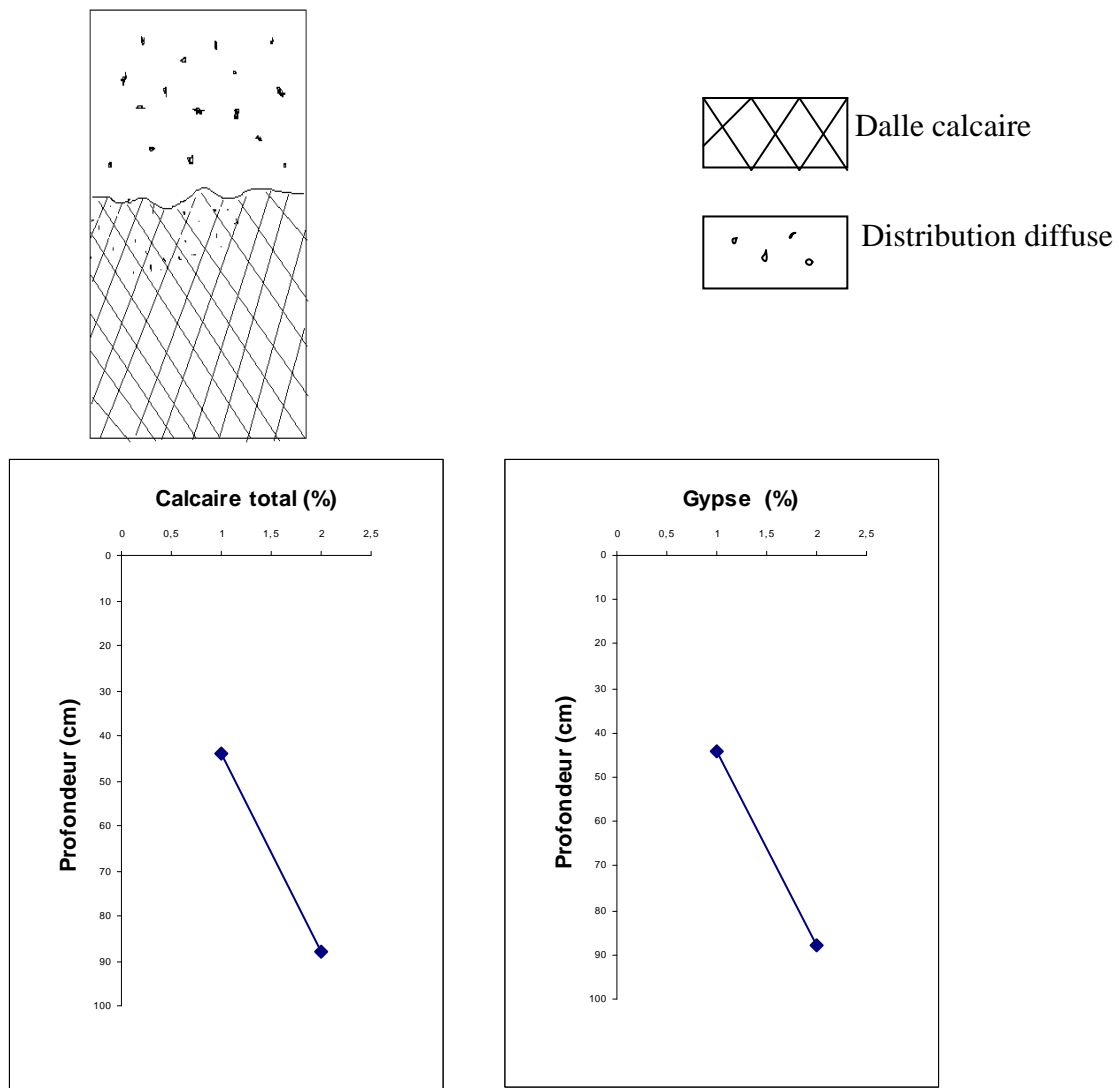 Dalle calcaire
Distribution diffuse
Calcaire total (%)
0 0,5 1 1,5 2 2,5
0
10
20
30
40
50
60
70
80
90
100
Profondeur (cm)
Gypse (%)
0 0,5 1 1,5 2 2,5
0
10
20
30
40
50
60
70
80
90
100
Profondeur (cm)